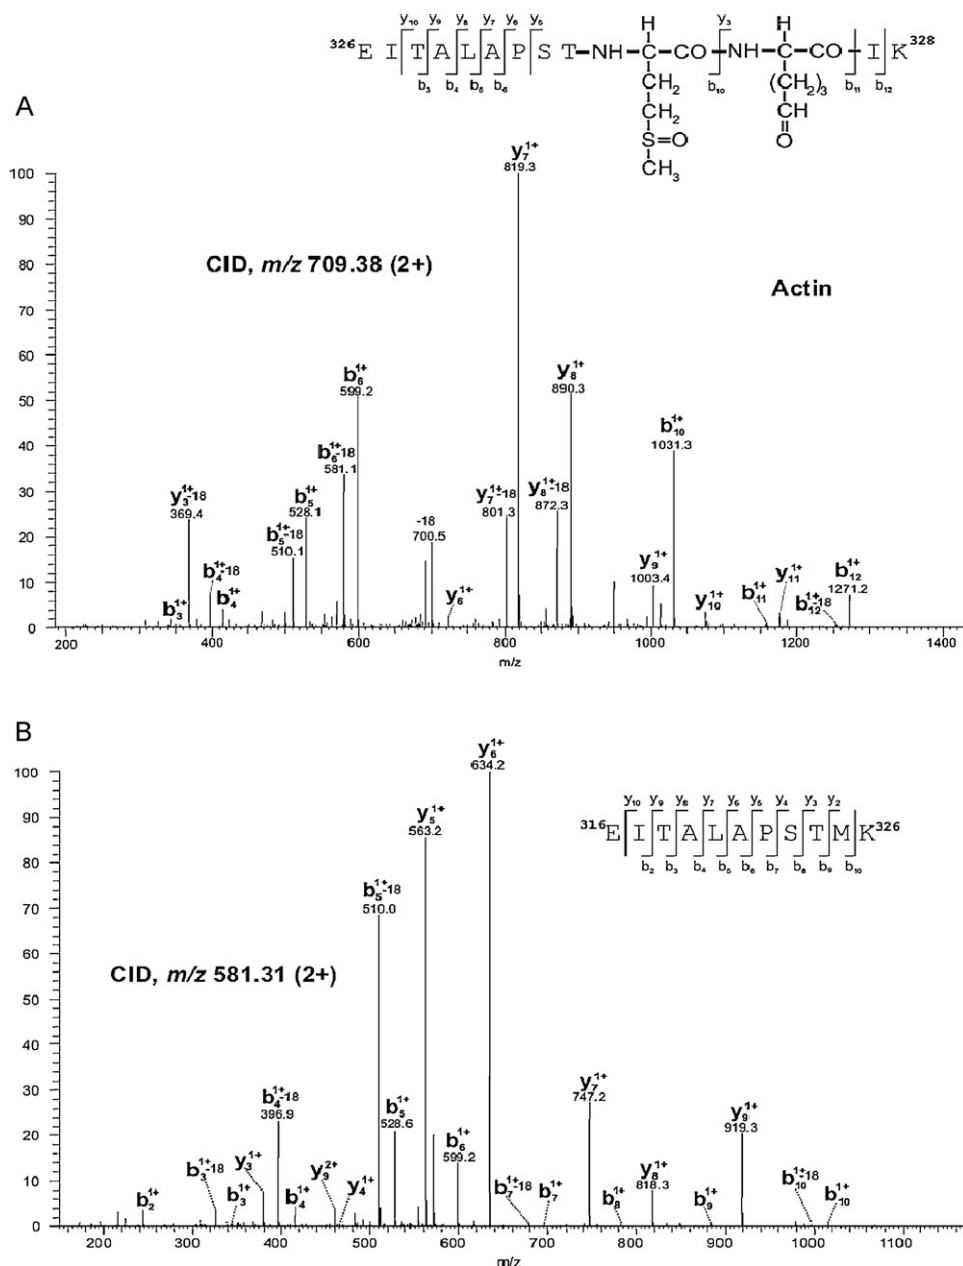 y10 y9 y8 y7 y6 y5 y3
326 E I T A L A P S T NH H C CO NH H C CO I K 328
b3 b4 b5 b6 b10 b11 b12
CH2 (CH2)3
CH2 C H
S=O O
CH3
A
y7 1+
819.3
CID, m/z 709.38 (2+)
Actin
b6 1+
599.2
y8 1+
890.3
b10 1+
1031.3
b6 1+-18
581.1
y3 1+-18
369.4
b5 1+
528.1
y7 1+-18
801.3
y8 1+-18
872.3
b5 1+-18
510.1
-18
700.5
b4 1+-18
b3 1+
b4 1+
y6 1+
y9 1+
1003.4
y10 1+
b11 1+
y11 1+
b12 1+-18
b12 1+
1271.2
100
90
80
70
60
50
40
30
20
10
0
200 400 600 800 1000 1200 1400
m/z
B
y6 1+
634.2
y10 y9 y8 y7 y6 y5 y4 y3 y2
316 E I T A L A P S T M K 326
b2 b3 b4 b5 b6 b7 b8 b9 b10
y5 1+
563.2
b5 1+-18
510.0
CID, m/z 581.31 (2+)
b4 1+-18
396.9
b5 1+
528.6
y7 1+
747.2
y9 1+
919.3
b2 1+
b3 1+-18
y3 1+
b3 1+
b4 1+
y9 2+
y4 1+
b6 1+
599.2
b7 1+-18
b7 1+
b8 1+
y8 1+
818.3
b9 1+
b10 1+-18
b10 1+
100
90
80
70
60
50
40
30
20
10
0
200 300 400 500 600 700 800 900 1000 1100
m/z